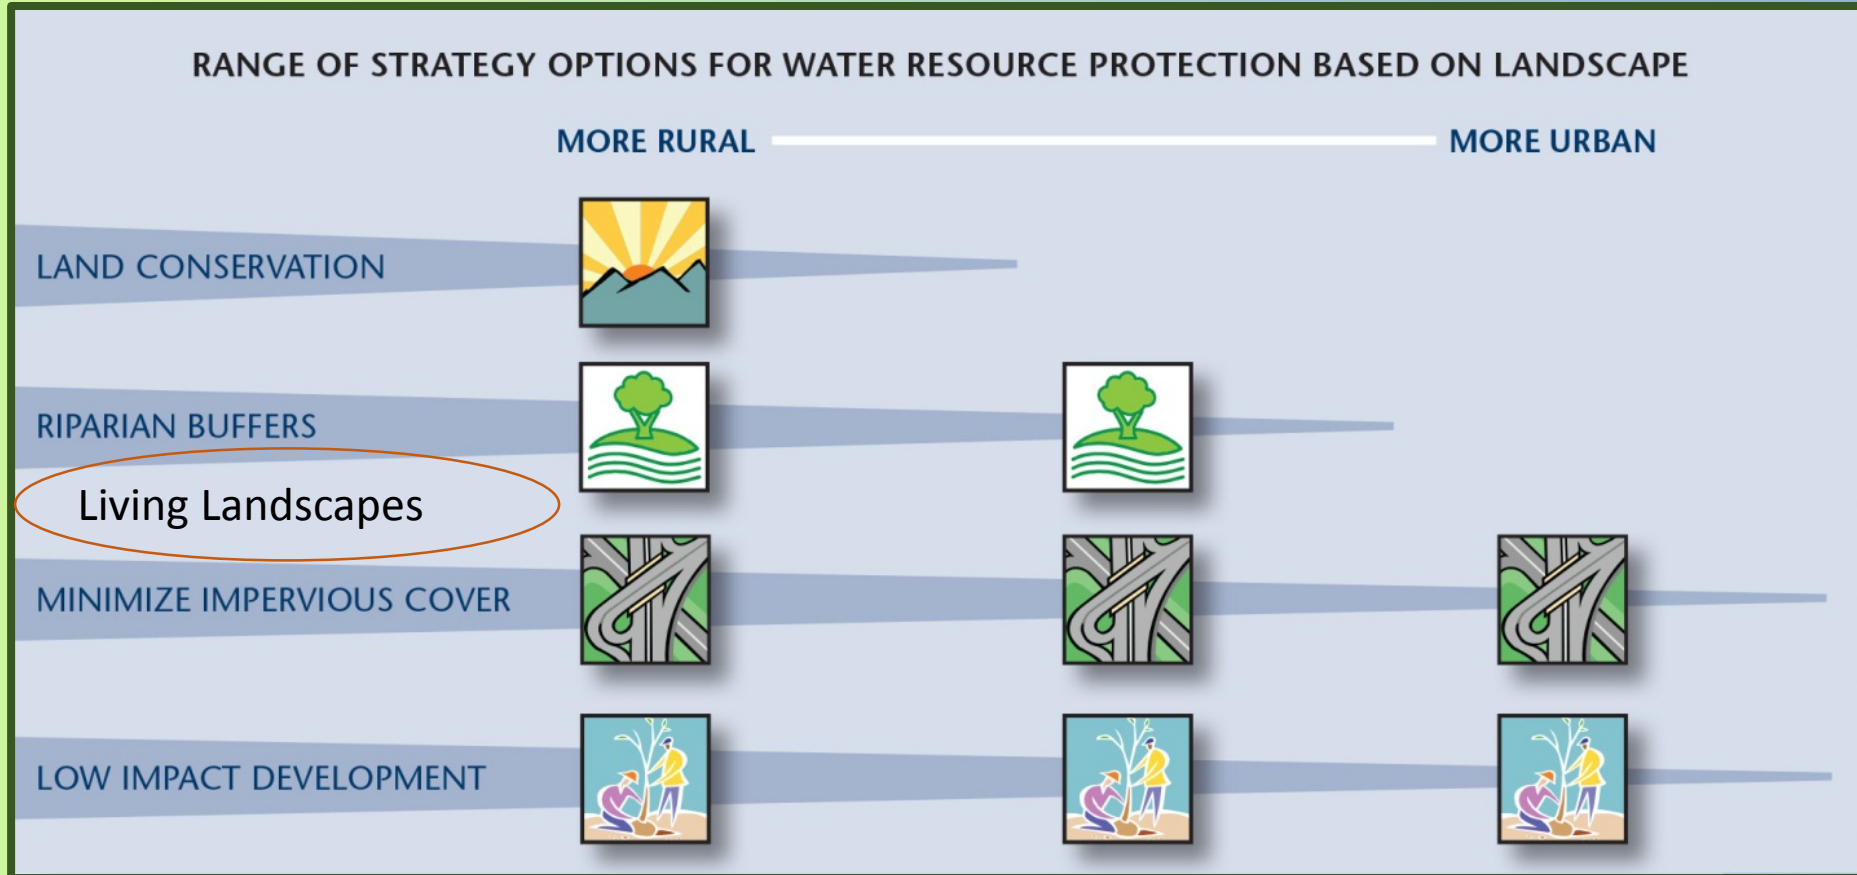 RANGE OF STRATEGY OPTIONS FOR WATER RESOURCE PROTECTION BASED ON LANDSCAPE
MORE RURAL MORE URBAN
LAND CONSERVATION
RIPARIAN BUFFERS
Living Landscapes
MINIMIZE IMPERVIOUS COVER
LOW IMPACT DEVELOPMENT